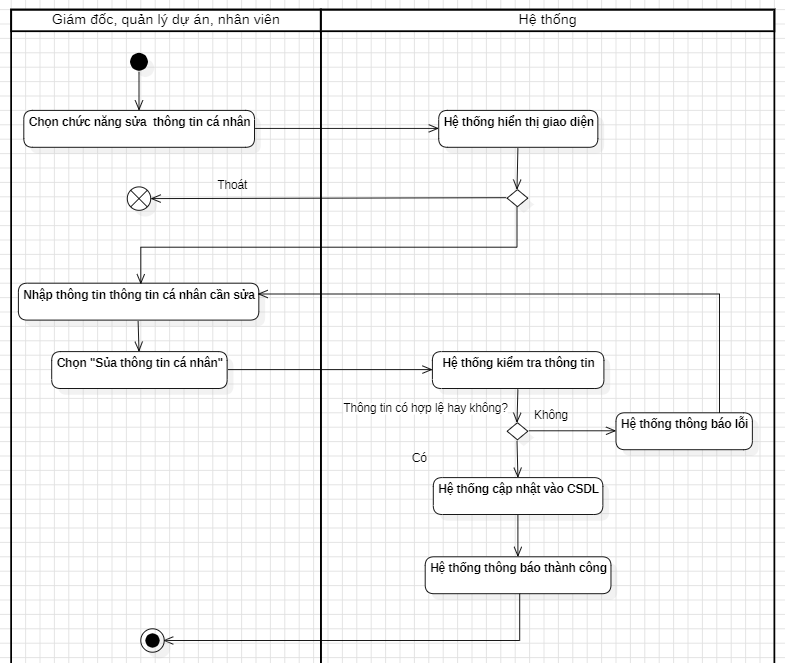 Giám đốc, quản lý dự án, nhân viên
Hệ thống
Chọn chức năng sửa thông tin cá nhân
Hệ thống hiển thị giao diện
Thoát
Nhập thông tin thông tin cá nhân cần sửa
Chọn "Sủa thông tin cá nhân"
Hệ thống kiểm tra thông tin
Thông tin có hợp lệ hay không?
Không
Hệ thống thông báo lỗi
Có
Hệ thống cập nhật vào CSDL
Hệ thống thông báo thành công